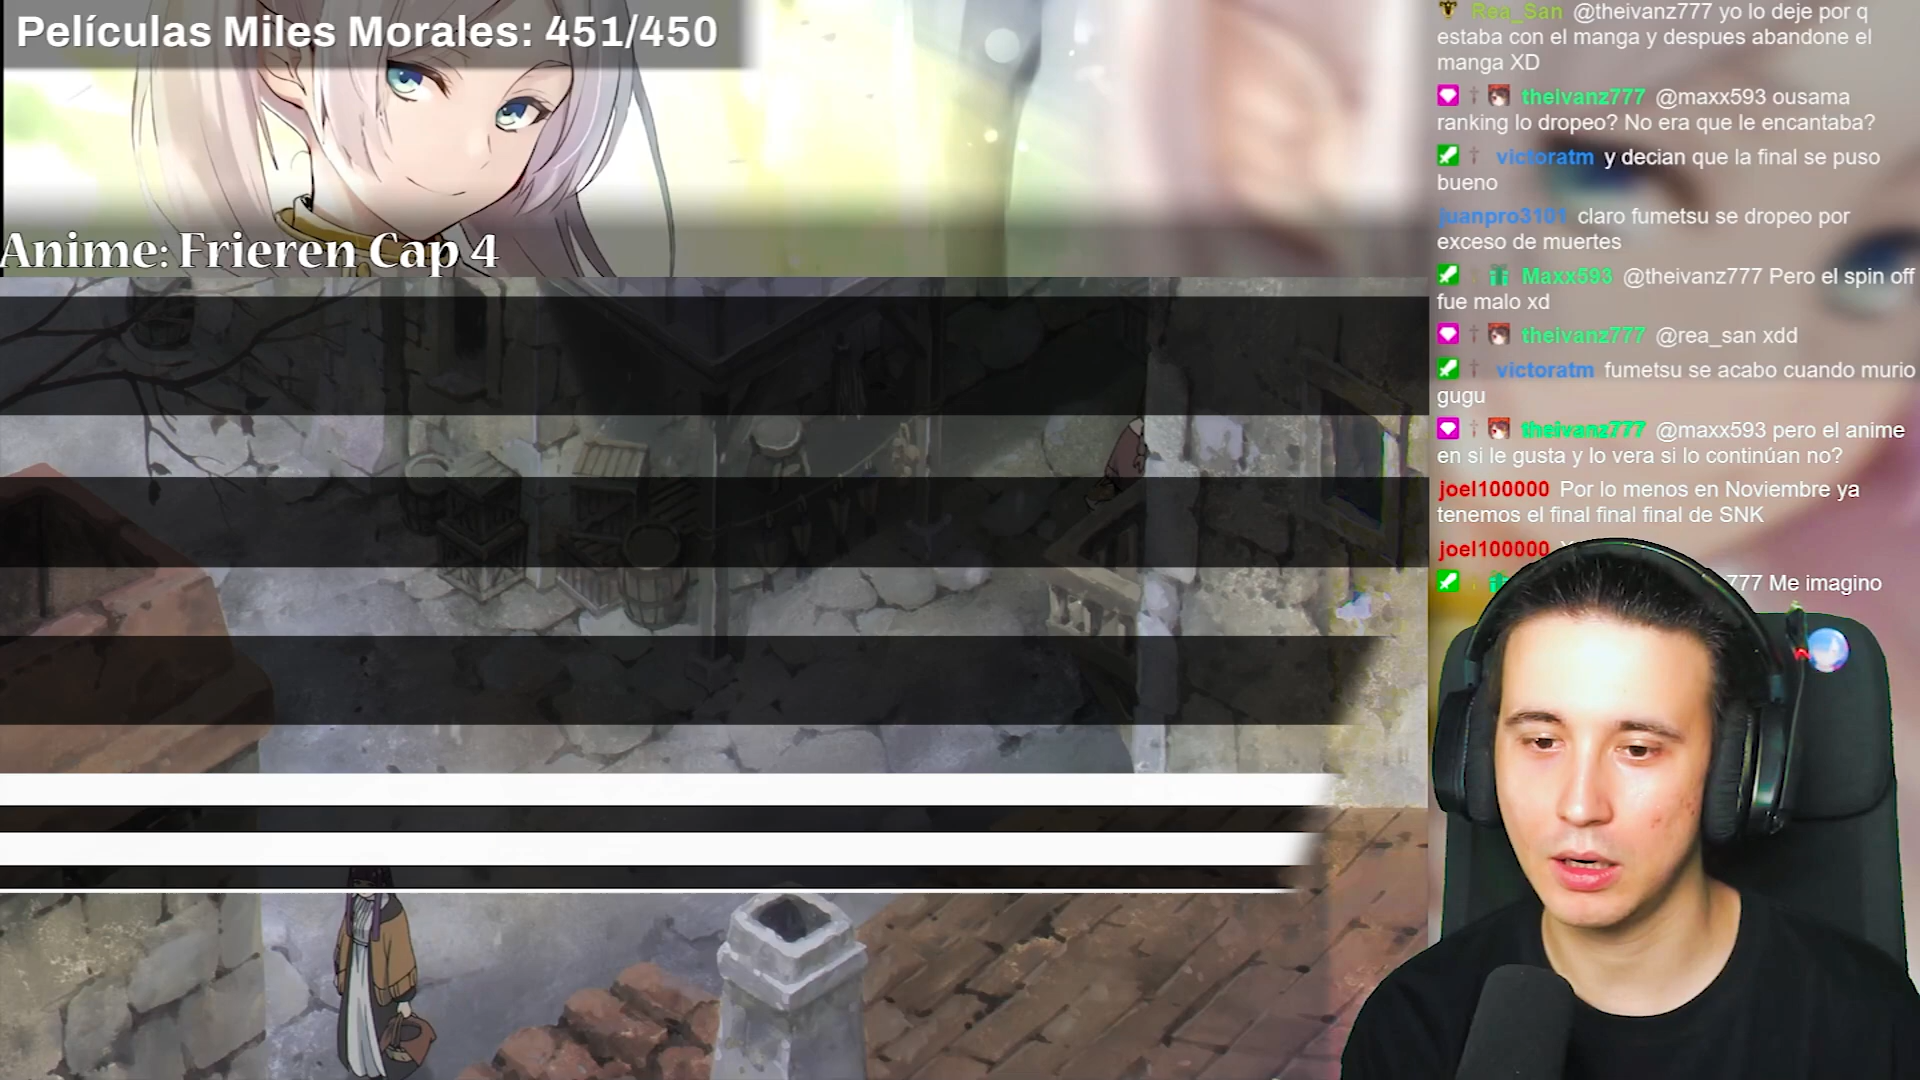 Películas Miles Morales: 451/450
Anime: Frieren Cap 4
Rea_San @theivanz777 yo lo deje por q
estaba con el manga y despues abandone el
manga XD
theivanz777 @maxx593 ousama
ranking lo dropeo? No era que le encantaba?
victoratm y decian que la final se puso
bueno
juanpro3101 claro fumetsu se dropeo por
exceso de muertes
Maxx593 @theivanz777 Pero el spin off
fue malo xd
theivanz777 @rea_san xdd
victoratm fumetsu se acabo cuando murio
gugu
theivanz777 @maxx593 pero el anime
en si le gusta y lo vera si lo continúan no?
joel100000 Por lo menos en Noviembre ya
tenemos el final final final de SNK
joel100000
777 Me imagino